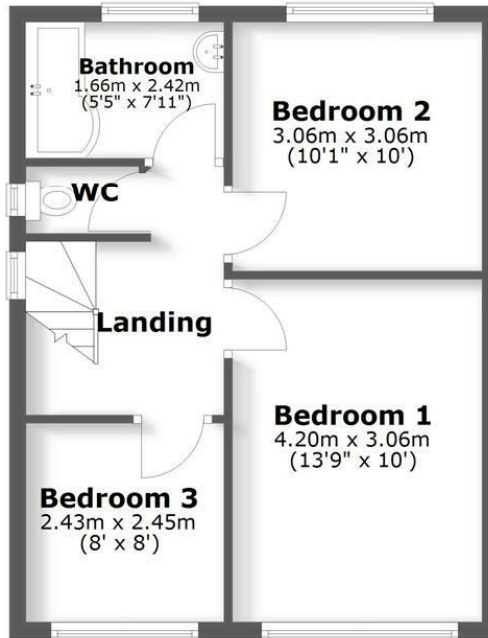 Bathroom
1.66m x 2.42m
(5'5" x 7'11")
Bedroom 2
3.06m x 3.06m
(10'1" x 10')
WC
Landing
Bedroom 1
4.20m x 3.06m
(13'9" x 10')
Bedroom 3
2.43m x 2.45m
(8' x 8')